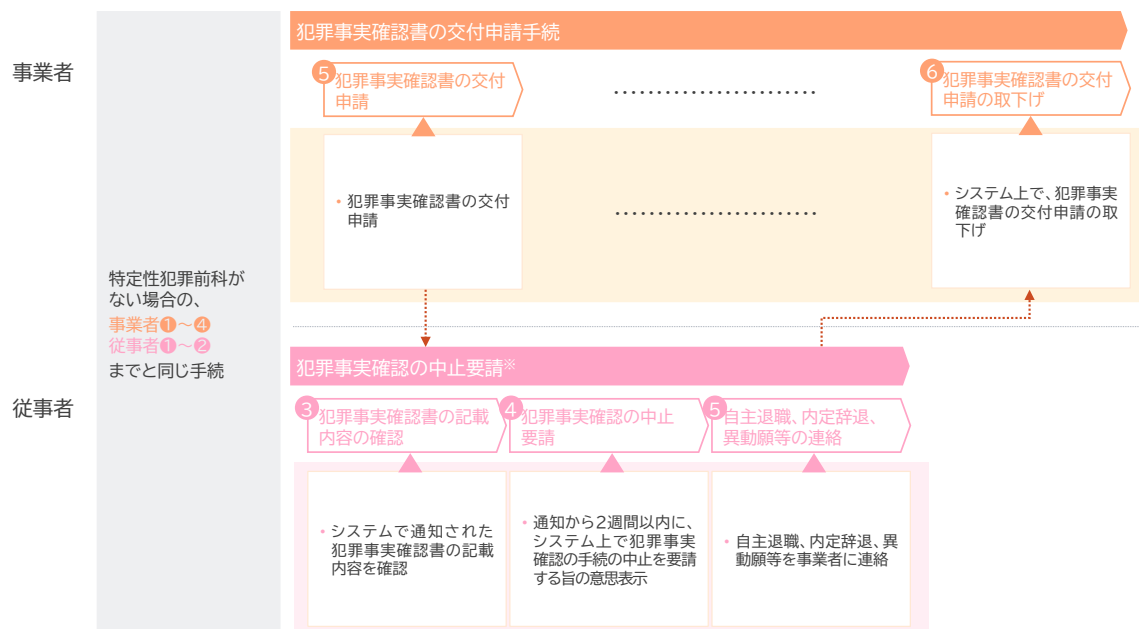 事業者
従事者
特定性犯罪前科が
ない場合の、
事業者❶～❹
従事者❶～❷
までと同じ手続
犯罪事実確認書の交付申請手続
❺
犯罪事実確認書の交付
申請
························
❻
犯罪事実確認書の交付
申請の取下げ
• 犯罪事実確認書の交付
申請
························
• システム上で、犯罪事実
確認書の交付申請の取
下げ
犯罪事実確認の中止要請※
❸
犯罪事実確認書の記載
内容の確認
❹
犯罪事実確認の中止
要請
❺
自主退職、内定辞退、
異動願等の連絡
• システムで通知された
犯罪事実確認書の記載
内容を確認
• 通知から2週間以内に、
システム上で犯罪事実
確認の手続の中止を要請
する旨の意思表示
• 自主退職、内定辞退、異
動願等を事業者に連絡